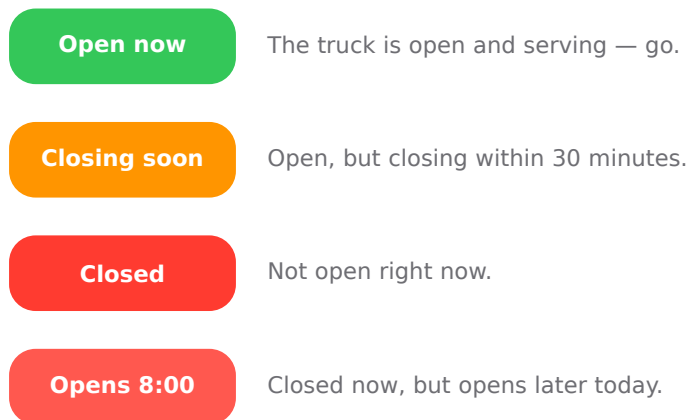 Open now
The truck is open and serving — go.
Closing soon
Open, but closing within 30 minutes.
Closed
Not open right now.
Opens 8:00
Closed now, but opens later today.